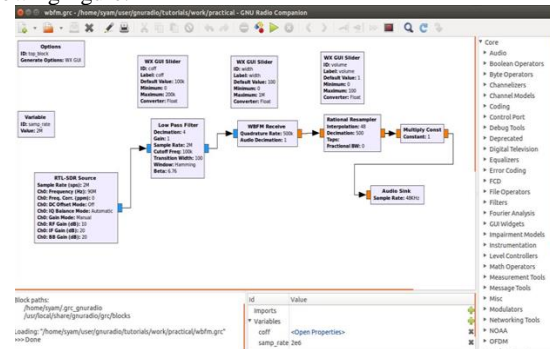 wbfm.grc - /home/syam/user/gnuradio/tutorials/work/practical - GNU Radio Companion
Options
ID: top_block
Generate Options: WX GUI
Variable
ID: samp_rate
Value: 2M
WX GUI Slider
ID: coff
Label: coff
Default Value: 100k
Minimum: 0
Maximum: 200k
Converter: Float
WX GUI Slider
ID: width
Label: width
Default Value: 100
Minimum: 0
Maximum: 1M
Converter: Float
WX GUI Slider
ID: volume
Label: volume
Default Value: 1
Minimum: 0
Maximum:
Converter: Float
RTL-SDR Source
Sample Rate (sps): 2M
Ch0: Frequency (Hz): 90M
Ch0: Freq. Corr. (ppm): 0
Ch0: DC Offset Mode: Off
Ch0: IQ Balance Mode: Automatic
Ch0: Gain Mode: Manual
Ch0: RF Gain (dB): 10
Ch0: IF Gain (dB): 20
Ch0: BB Gain (dB): 20
Low Pass Filter
Decimation: 4
Gain: 1
Sample Rate: 2M
Cutoff Freq: 100k
Transition Width: 100
Window: Hamming
Beta: 6.76
WBFM Receive
Quadrature Rate: 500k
Audio Decimation: 1
Rational Resampler
Interpolation: 48
Decimation: 500
Taps:
Fractional BW: 0
Multiply Const
Constant: 1
Audio Sink
Sample Rate: 48KHz
Core
Audio
Boolean Operators
Byte Operators
Channelizers
Channel Models
Coding
Control Port
Debug Tools
Deprecated
Digital Television
Equalizers
Error Coding
FCD
File Operators
Filters
Fourier Analysis
GUI Widgets
Impairment Models
Instrumentation
Level Controllers
Math Operators
Measurement Tools
Message Tools
Misc
Modulators
Networking Tools
NOAA
OFDM
Block paths:
/home/syam/.grc_gnuradio
/usr/local/share/gnuradio/grc/blocks
Loading: "/home/syam/user/gnuradio/tutorials/work/practical/wbfm.grc"
>>> Done
Id Value
Imports
Variables
coff <Open Properties>
samp_rate 2e6